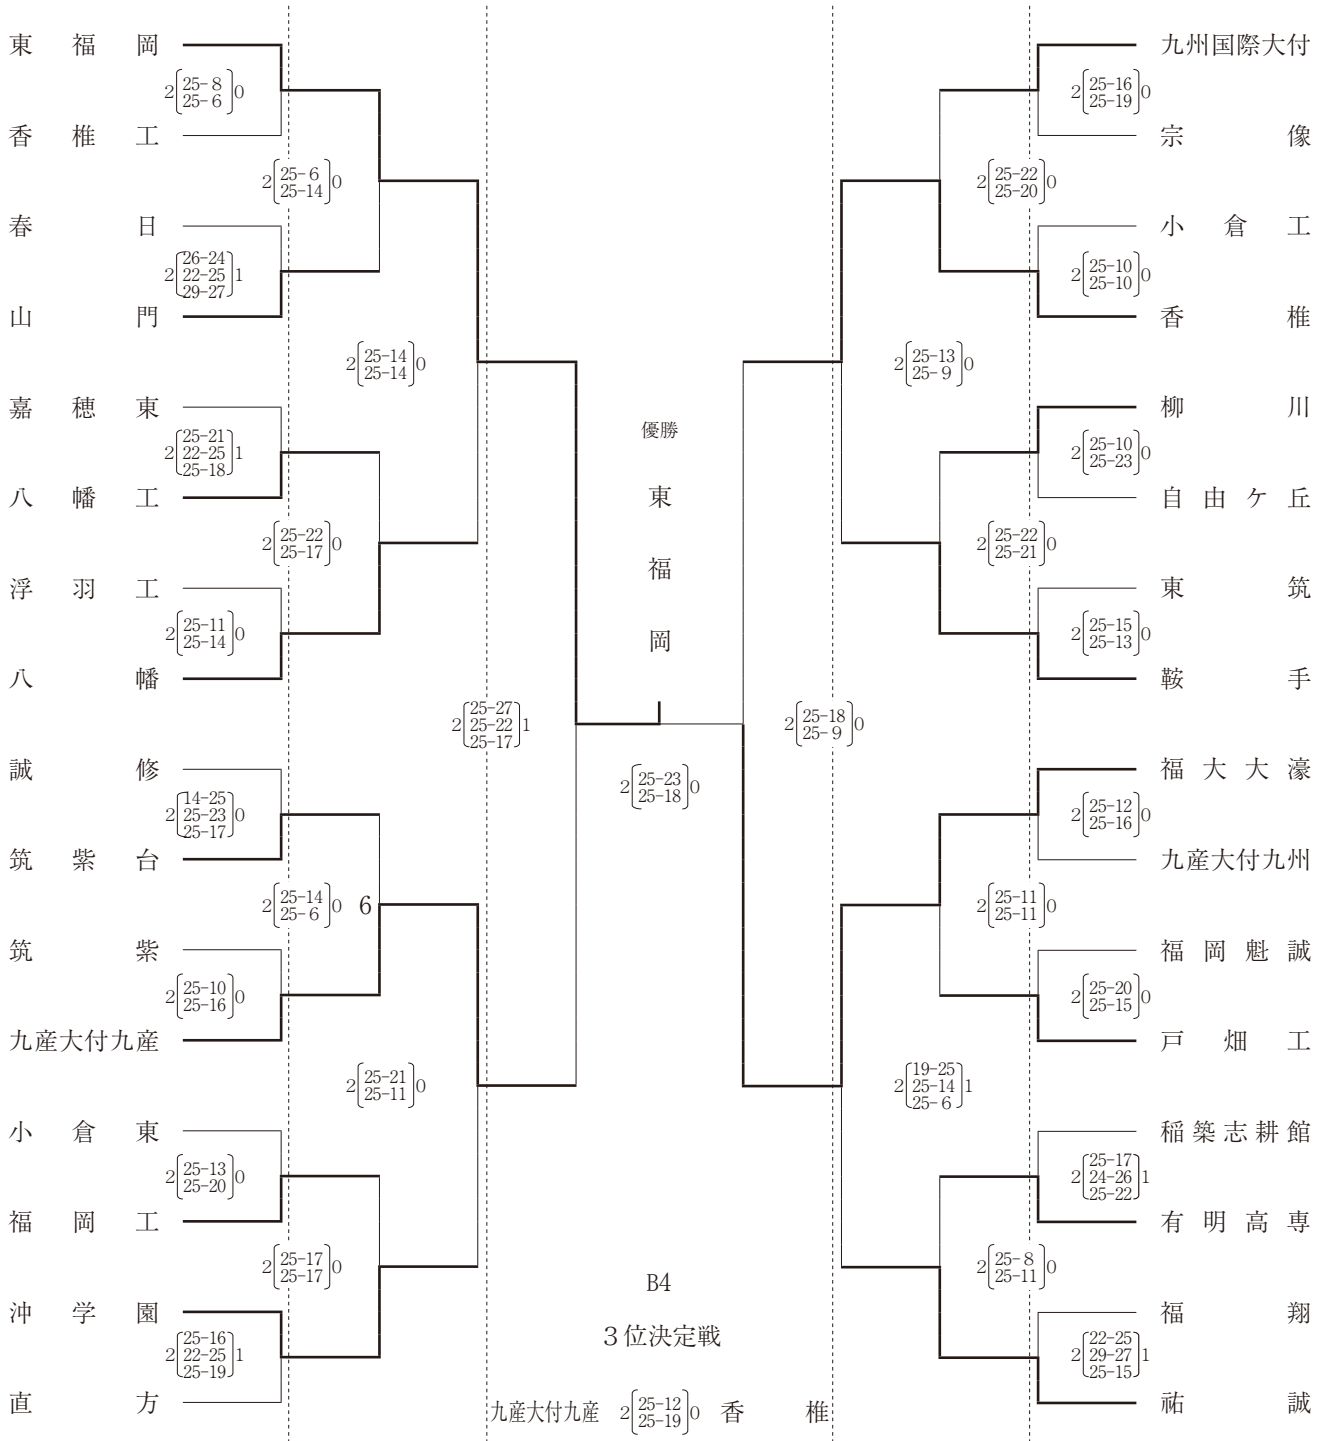 東福岡
2 25-8 0
25-6
香椎工
2 25-6 0
25-14
春日
26-24
2 22-25 1
29-27
山門
2 25-14 0
25-14
嘉穂東
25-21
2 22-25 1
25-18
八幡工
2 25-22 0
25-17
浮羽工
2 25-11 0
25-14
八幡
25-27
2 25-22 1
25-17
誠修
14-25
2 25-23 0
25-17
筑紫台
2 25-14 0 6
25-6
筑紫
2 25-10 0
25-16
九産大付九産
2 25-21 0
25-11
小倉東
2 25-13 0
25-20
福岡工
2 25-17 0
25-17
沖学園
25-16
2 22-25 1
25-19
直方
優勝
東福岡
2 25-23 0
25-18
B4
3位決定戦
九産大付九産 2 25-12 0 香椎
25-19
九州国際大付
2 25-16 0
25-19
宗像
2 25-22 0
25-20
小倉工
2 25-10 0
25-10
香椎
2 25-13 0
25-9
柳川
2 25-10 0
25-23
自由ケ丘
2 25-22 0
25-21
東筑
2 25-15 0
25-13
鞍手
2 25-18 0
25-9
福大大濠
2 25-12 0
25-16
九産大付九州
2 25-11 0
25-11
福岡魁誠
2 25-20 0
25-15
戸畑工
19-25
2 25-14 1
25-6
稲築志耕館
25-17
2 24-26 1
25-22
有明高専
2 25-8 0
25-11
福翔
22-25
2 29-27 1
25-15
祐誠